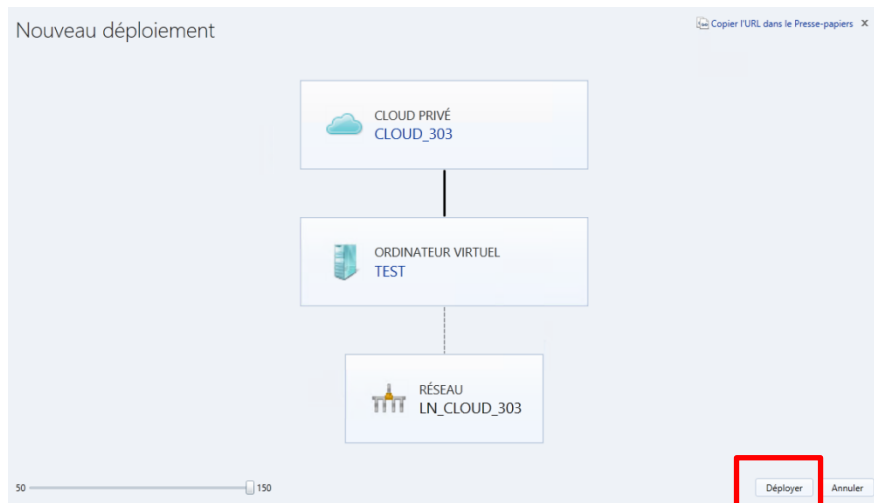 Nouveau déploiement
Copier l'URL dans le Presse-papiers X
CLOUD PRIVÉ
CLOUD_303
ORDINATEUR VIRTUEL
TEST
RÉSEAU
LN_CLOUD_303
50 150
Déployer Annuler